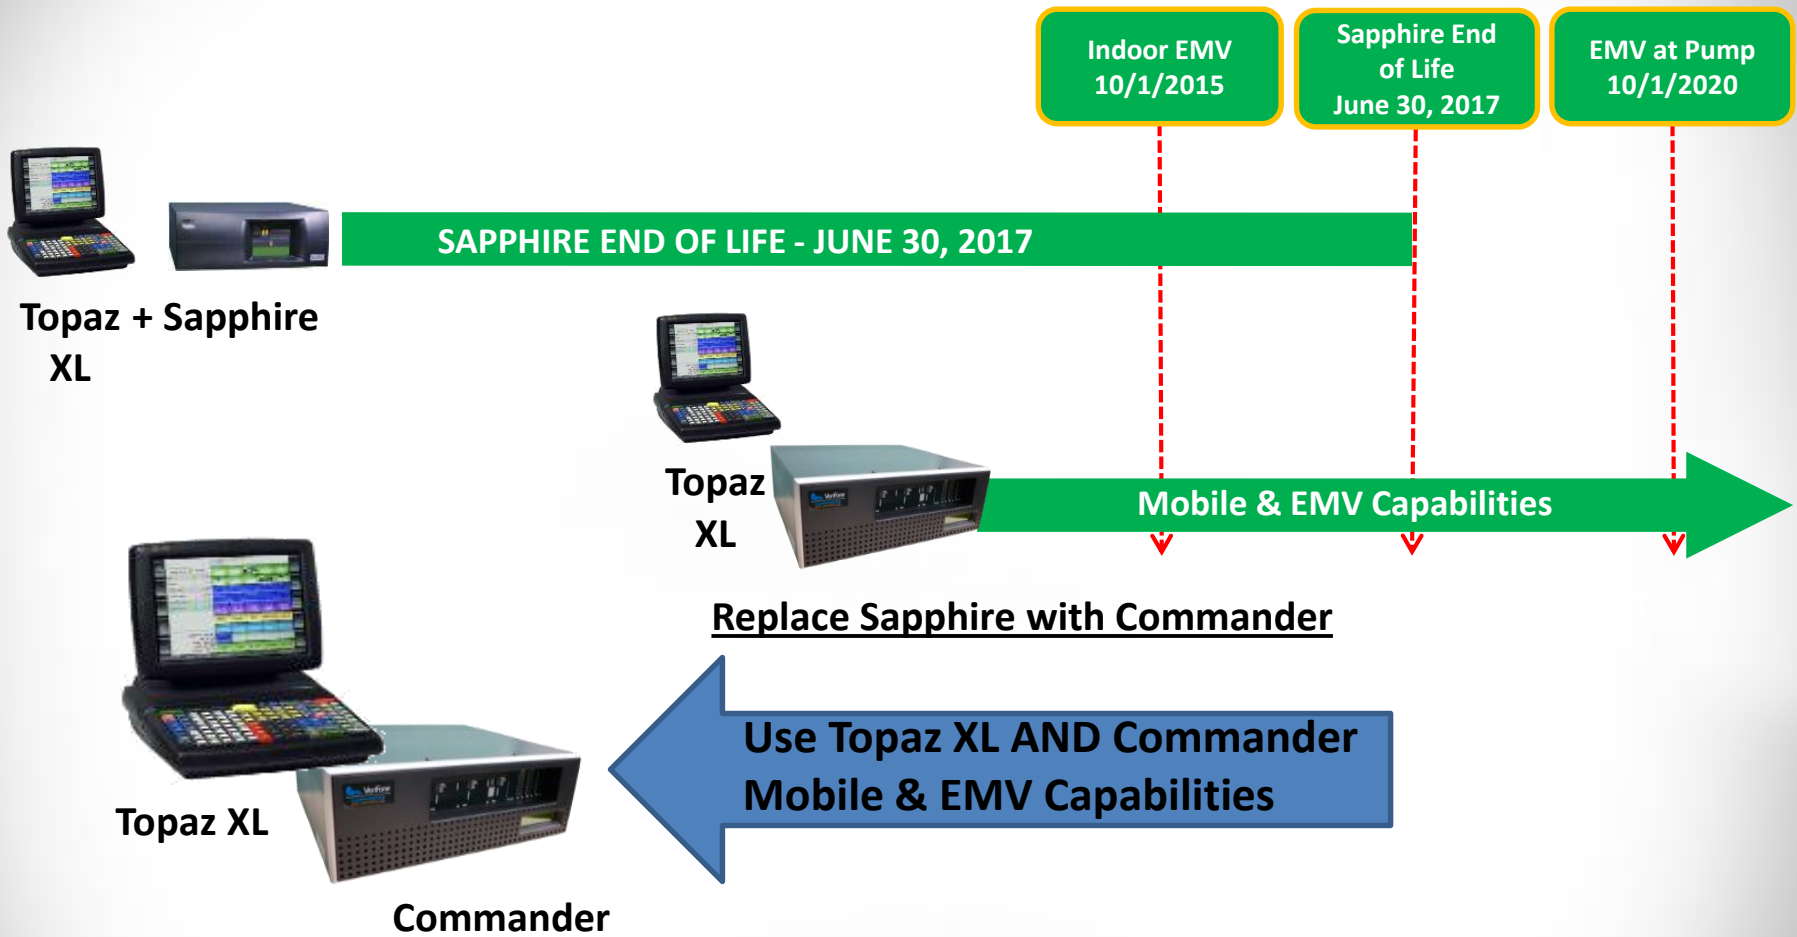 Indoor EMV
10/1/2015
Sapphire End
of Life
June 30, 2017
EMV at Pump
10/1/2020
SAPPHIRE END OF LIFE - JUNE 30, 2017
Topaz + Sapphire
XL
Topaz
XL
Verifone
Mobile & EMV Capabilities
Replace Sapphire with Commander
Use Topaz XL AND Commander
Mobile & EMV Capabilities
Topaz XL
Verifone
Commander